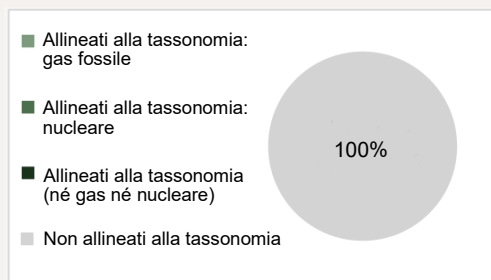 Allineati alla tassonomia:
gas fossile
Allineati alla tassonomia:
nucleare
Allineati alla tassonomia
(né gas né nucleare)
Non allineati alla tassonomia
100%